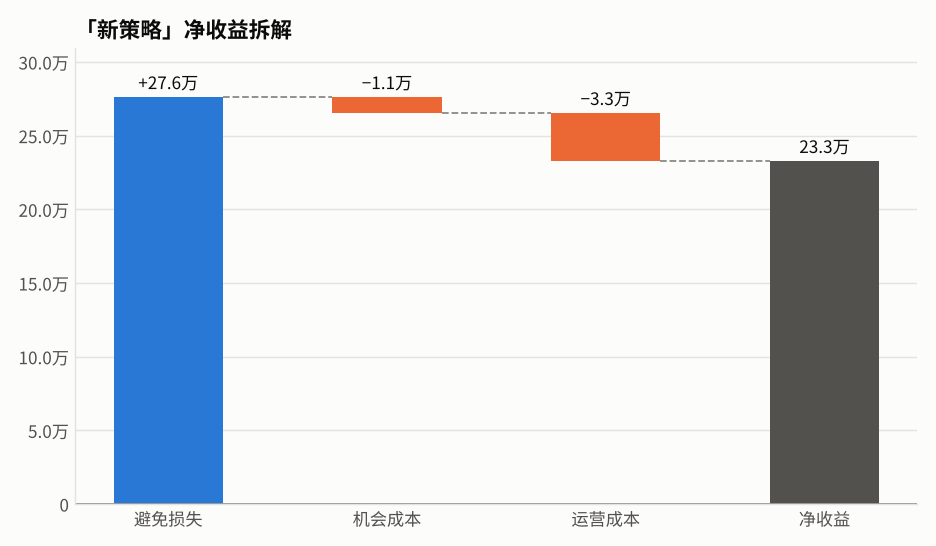 「新策略」净收益拆解
30.0万
25.0万
20.0万
15.0万
10.0万
5.0万
0
+27.6万
−1.1万
−3.3万
23.3万
避免损失
机会成本
运营成本
净收益